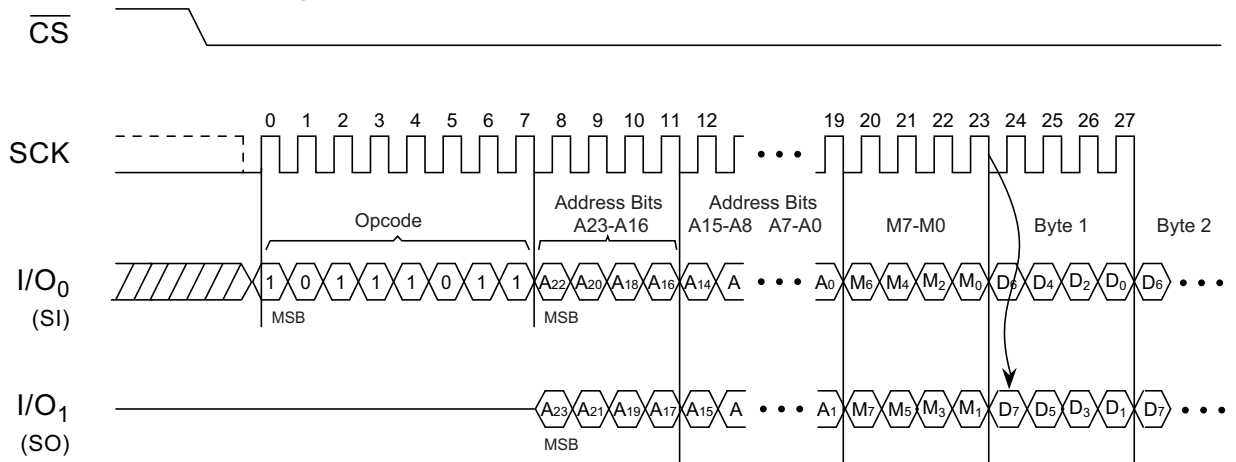 CS
0 1 2 3 4 5 6 7 8 9 10 11 12 19 20 21 22 23 24 25 26 27
SCK • • •
Address Bits Address Bits
Opcode A23-A16 A15-A8 A7-A0 M7-M0 Byte 1 Byte 2
I/O0 1 0 1 1 1 0 1 1 A22 A20 A18 A16 A14 A • • • A0 M6 M4 M2 M0 D6 D4 D2 D0 D6 • • •
(SI) MSB MSB
I/O1 A23 A21 A19 A17 A15 A • • • A1 M7 M5 M3 M1 D7 D5 D3 D1 D7 • • •
(SO) MSB